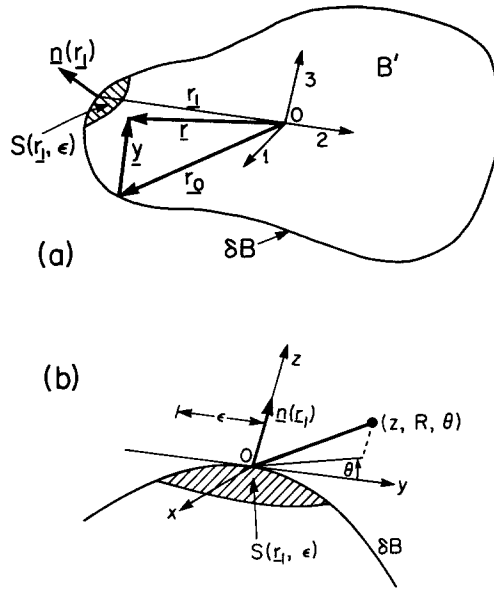 n(r₁)
3
B'
r₁
O
S(r₁, ϵ)
r
2
y
1
r₀
δB
(a)
(b)
z
ϵ
n(r₁)
(z, R, θ)
O
θ
y
x
S(r₁, ϵ)
δB